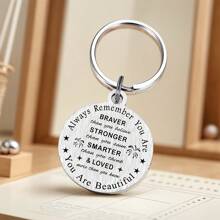 Always Remember You Are
BRAVER
than you believe
STRONGER
than you seem
SMARTER
than you think
& LOVED
more than you know
You Are Beautiful